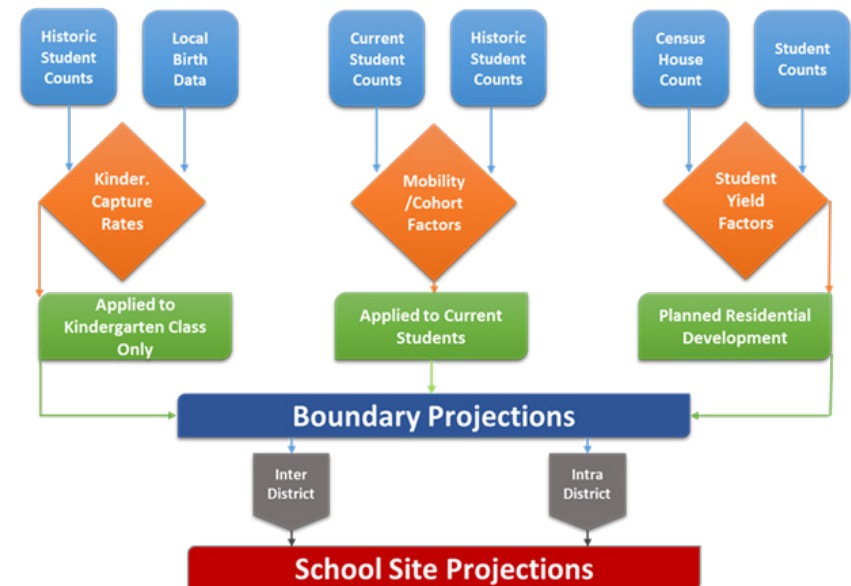 Historic
Student
Counts
Local
Birth
Data
Current
Student
Counts
Historic
Student
Counts
Census
House
Count
Student
Counts
Kinder.
Capture
Rates
Mobility
/Cohort
Factors
Student
Yield
Factors
Applied to
Kindergarten Class
Only
Applied to Current
Students
Planned Residential
Development
Boundary Projections
Inter
District
Intra
District
School Site Projections